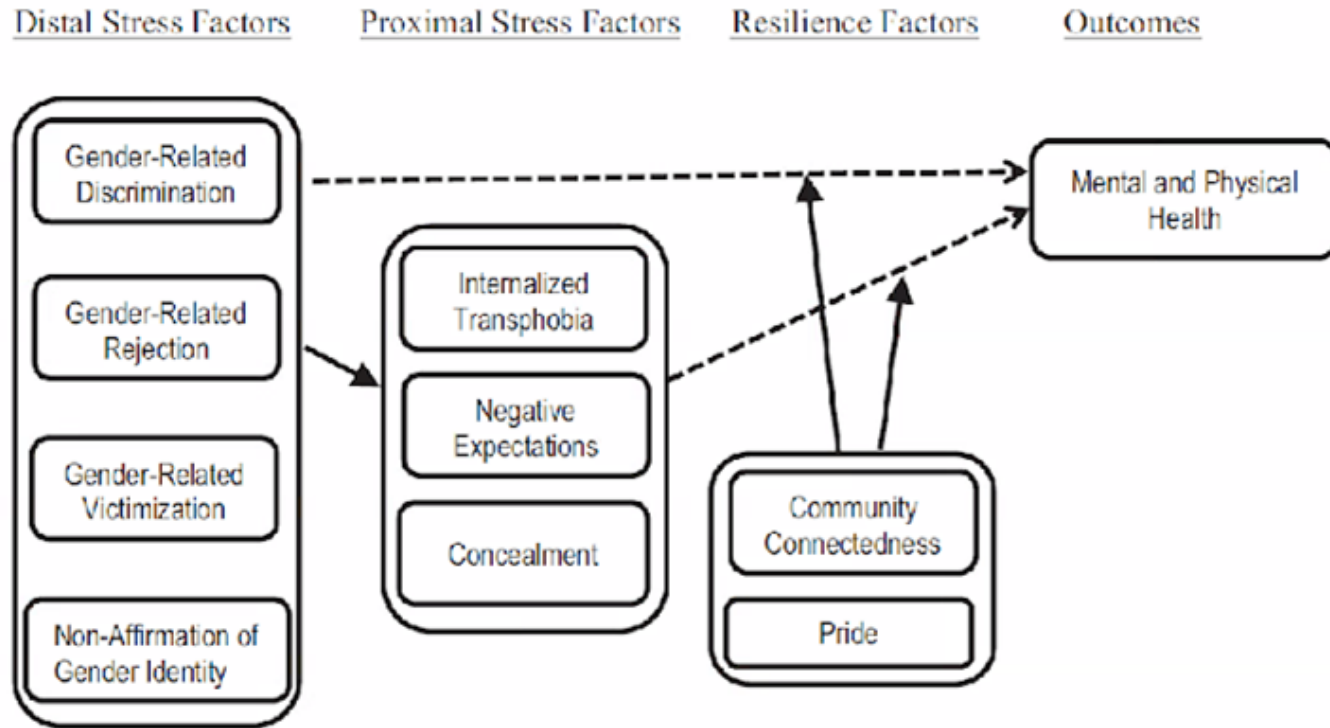 Distal Stress Factors
Proximal Stress Factors
Resilience Factors
Outcomes
Gender-Related
Discrimination
Gender-Related
Rejection
Gender-Related
Victimization
Non-Affirmation of
Gender Identity
Internalized
Transphobia
Negative
Expectations
Concealment
Community
Connectedness
Pride
Mental and Physical
Health